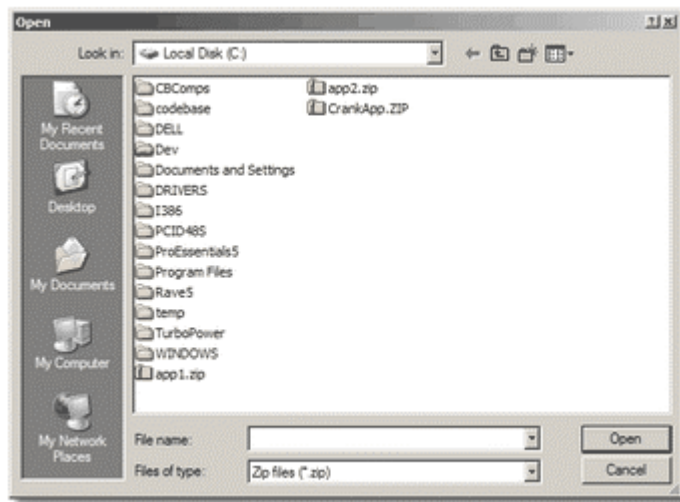 Open
Look in: Local Disk (C:)
My Recent
Documents
Desktop
My Documents
My Computer
My Network
Places
CBComps
codebase
DELL
Dev
Documents and Settings
DRIVERS
I386
PCID48S
ProEssentials5
Program Files
Rave5
temp
TurboPower
WINDOWS
app1.zip
app2.zip
CrankApp.ZIP
File name:
Open
Files of type: Zip files (*.zip)
Cancel